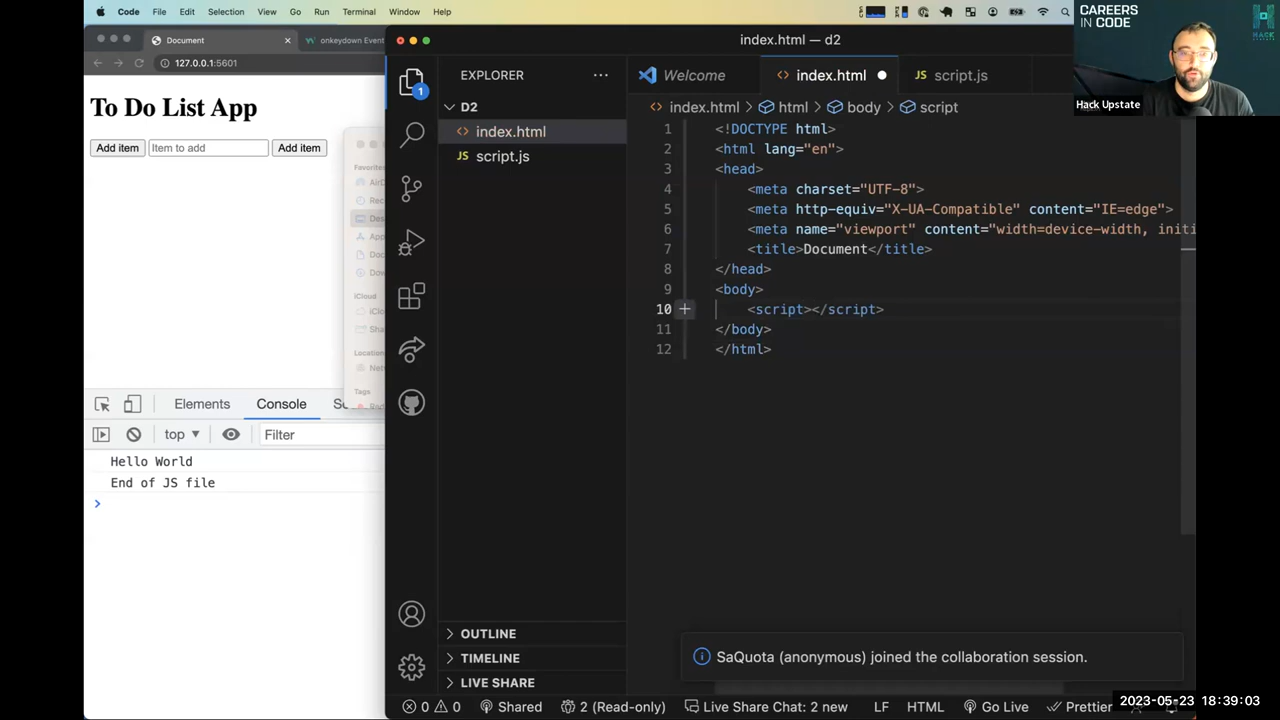 Code File Edit Selection View Go Run Terminal Window Help
CAREERS
IN CODE
HACK
Hack Upstate
Document
onkeydown Event
127.0.0.1:5601
To Do List App
Add item
Item to add
Add item
Favorites
iCloud
Tags
Elements
Console
top
Filter
Hello World
End of JS file
index.html — d2
EXPLORER
1
D2
index.html
script.js
OUTLINE
TIMELINE
LIVE SHARE
Welcome
index.html
script.js
index.html > html > body > script
1 <!DOCTYPE html>
2 <html lang="en">
3 <head>
4 <meta charset="UTF-8">
5 <meta http-equiv="X-UA-Compatible" content="IE=edge">
6 <meta name="viewport" content="width=device-width, initi
7 <title>Document</title>
8 </head>
9 <body>
10 <script></script>
11 </body>
12 </html>
SaQuota (anonymous) joined the collaboration session.
0 0 Shared 2 (Read-only) Live Share Chat: 2 new LF HTML Go Live Prettier
2023-05-23 18:39:03